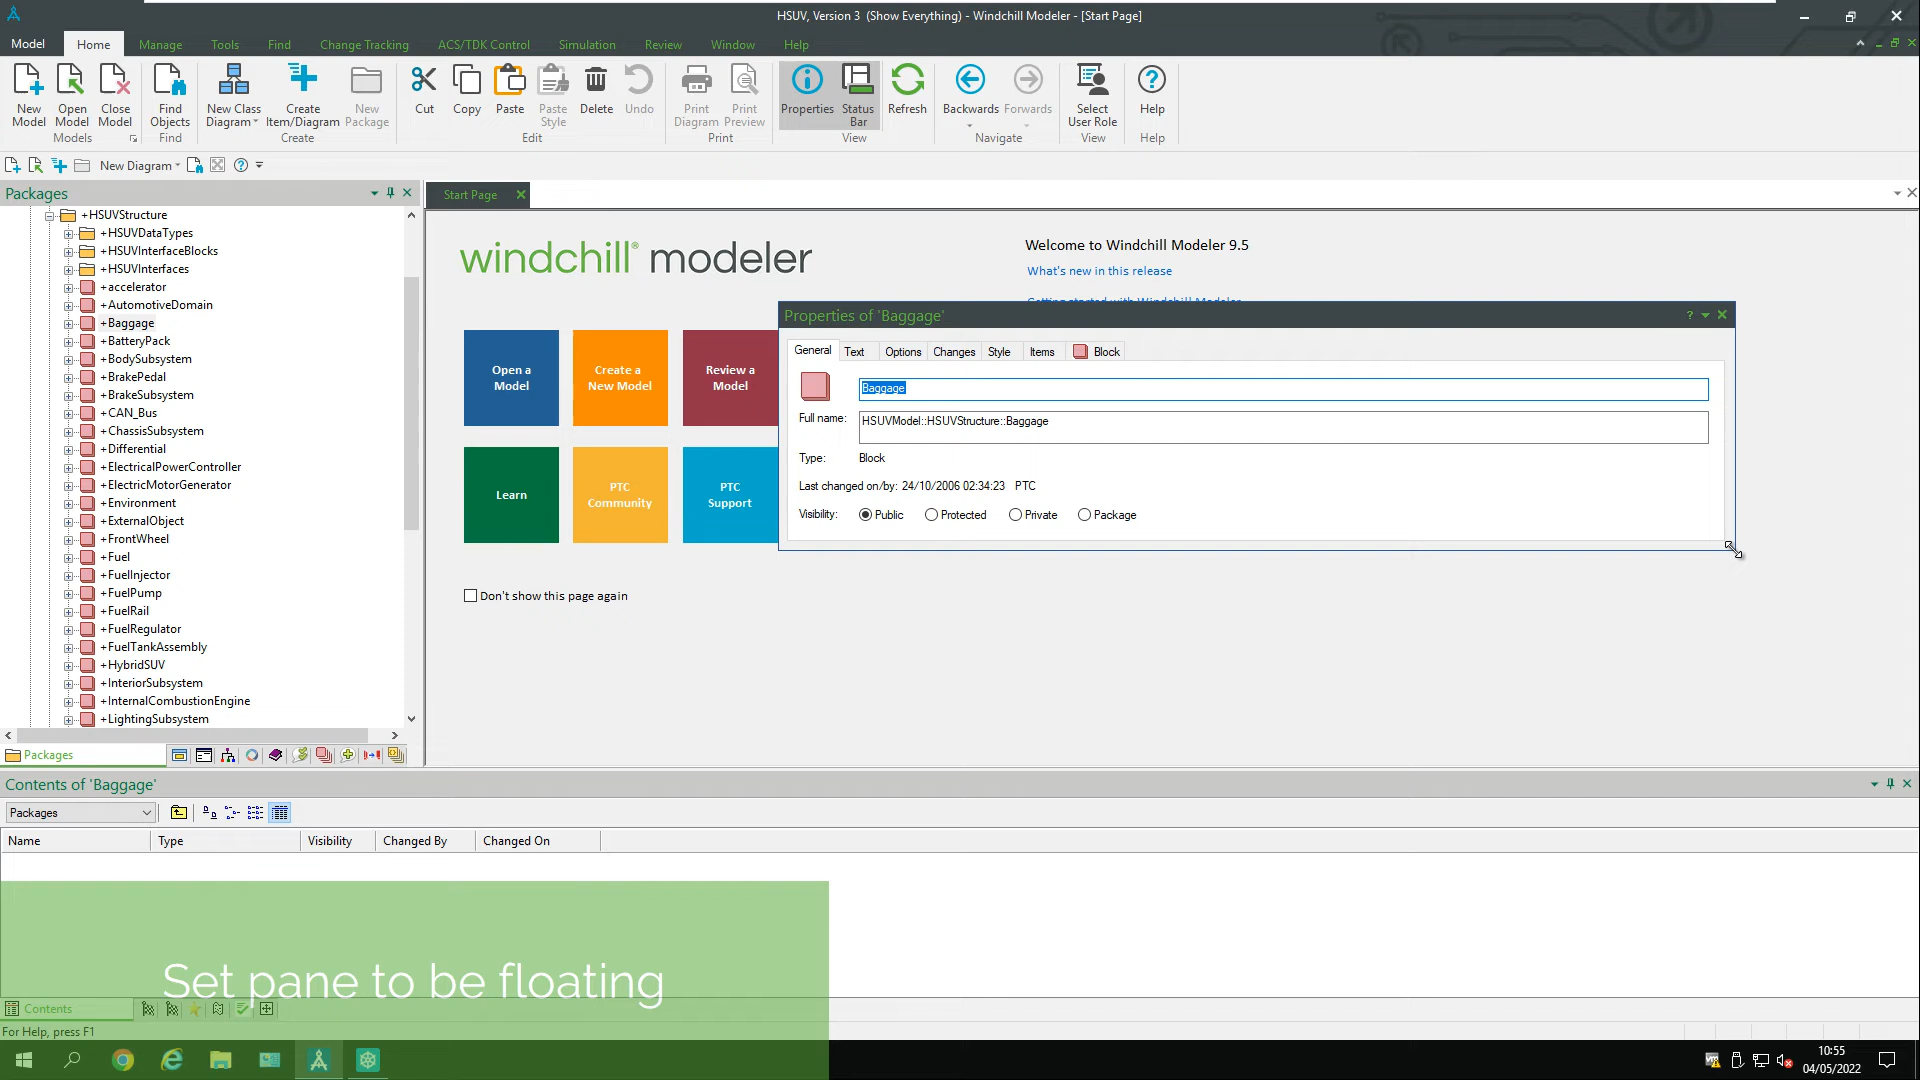 HSUV, Version 3 (Show Everything) - Windchill Modeler - [Start Page]
Model Home Manage Tools Find Change Tracking ACS/TDK Control Simulation Review Window Help
New Model
Open Model
Close Model
Find Objects
New Class Diagram
Create Item/Diagram
New Package
Cut
Copy
Paste
Paste Style
Delete
Undo
Print Diagram
Print Preview
Properties
Status Bar
Refresh
Backwards
Forwards
Select User Role
Help
Models Find Create Edit Print View Navigate View Help
New Diagram
Packages
+HSUVStructure
+HSUVDataTypes
+HSUVInterfaceBlocks
+HSUVInterfaces
+accelerator
+AutomotiveDomain
+Baggage
+BatteryPack
+BodySubsystem
+BrakePedal
+BrakeSubsystem
+CAN_Bus
+ChassisSubsystem
+Differential
+ElectricalPowerController
+ElectricMotorGenerator
+Environment
+ExternalObject
+FrontWheel
+Fuel
+FuelInjector
+FuelPump
+FuelRail
+FuelRegulator
+FuelTankAssembly
+HybridSUV
+InteriorSubsystem
+InternalCombustionEngine
+LightingSubsystem
Packages
Start Page
windchill® modeler
Welcome to Windchill Modeler 9.5
What's new in this release
Getting started with Windchill Modeler
Open a Model
Create a New Model
Review a Model
Learn
PTC Community
PTC Support
Don't show this page again
Properties of 'Baggage'
General Text Options Changes Style Items Block
Baggage
Full name: HSUVModel::HSUVStructure::Baggage
Type: Block
Last changed on/by: 24/10/2006 02:34:23 PTC
Visibility: Public Protected Private Package
Contents of 'Baggage'
Packages
Name Type Visibility Changed By Changed On
Set pane to be floating
Contents
For Help, press F1
10:55
04/05/2022